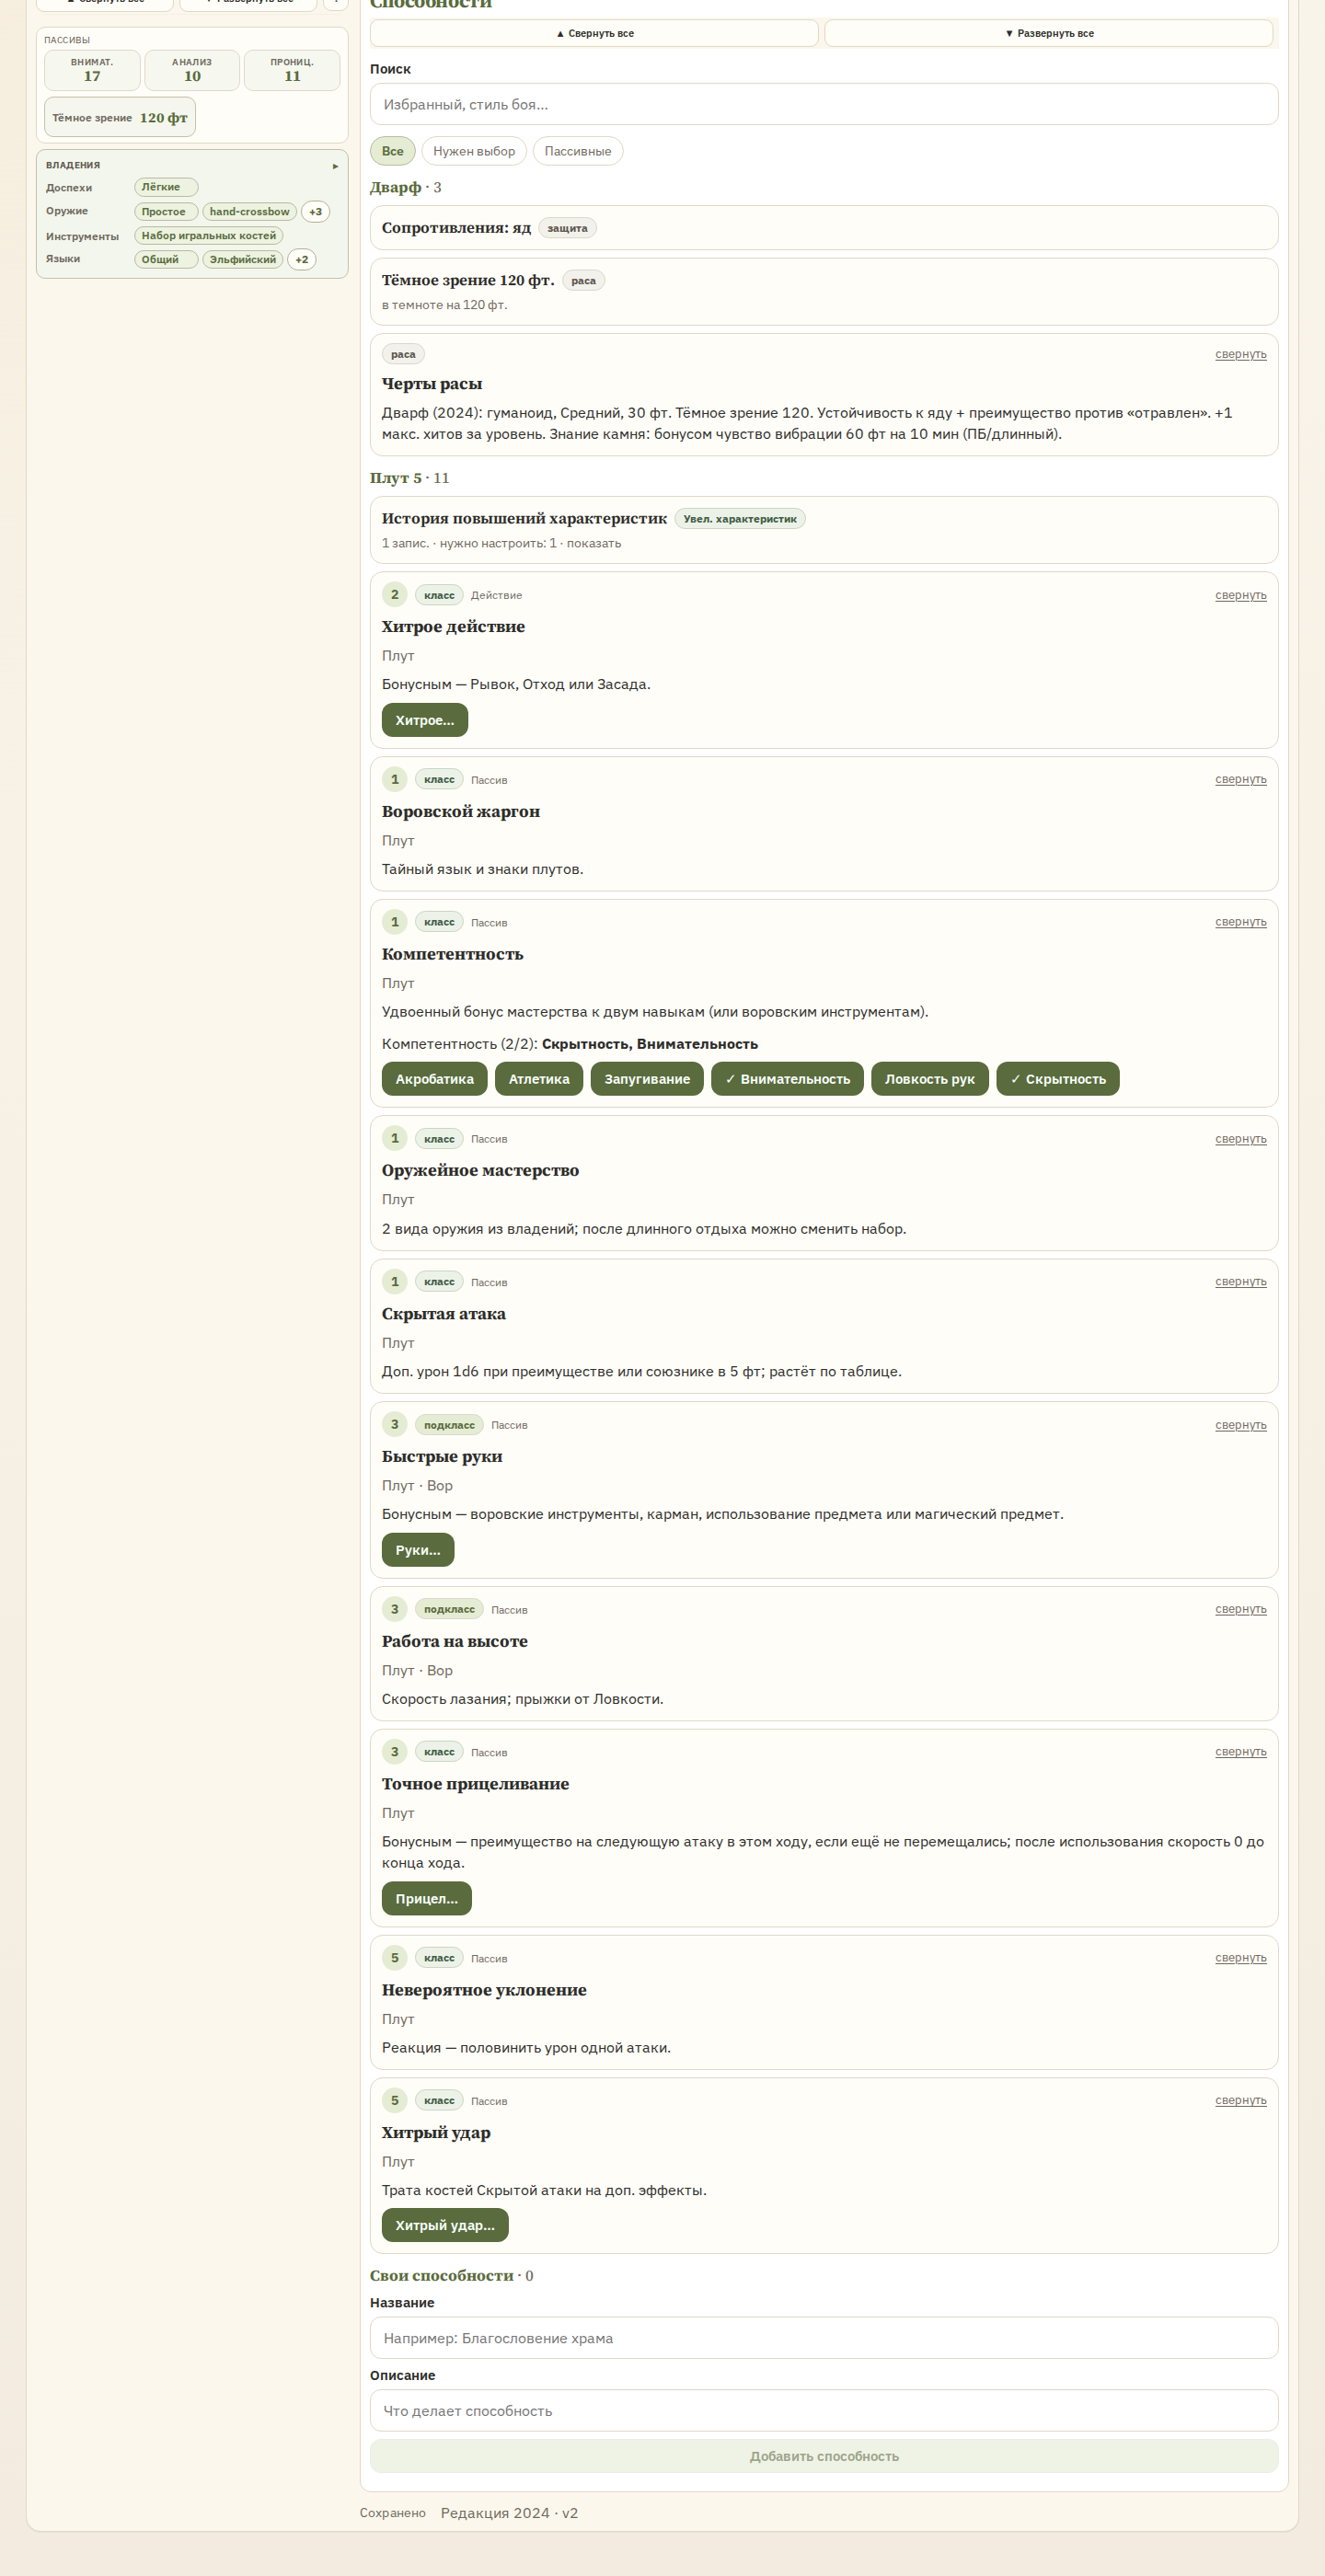 ▲ Свернуть все
▼ Развернуть все
ПАССИВЫ
ВНИМАТ.
17
АНАЛИЗ
10
ПРОНИЦ.
11
Тёмное зрение 120 фт
ВЛАДЕНИЯ ▸
Доспехи Лёгкие
Оружие Простое hand-crossbow +3
Инструменты Набор игральных костей
Языки Общий Эльфийский +2
Способности
▲ Свернуть все ▼ Развернуть все
Поиск
Избранный, стиль боя...
Все Нужен выбор Пассивные
Дварф · 3
Сопротивления: яд защита
Тёмное зрение 120 фт. раса
в темноте на 120 фт.
раса свернуть
Черты расы
Дварф (2024): гуманоид, Средний, 30 фт. Тёмное зрение 120. Устойчивость к яду + преимущество против «отравлен». +1
макс. хитов за уровень. Знание камня: бонусом чувство вибрации 60 фт на 10 мин (ПБ/длинный).
Плут 5 · 11
История повышений характеристик Увел. характеристик
1 запис. · нужно настроить: 1 · показать
2 класс Действие свернуть
Хитрое действие
Плут
Бонусным — Рывок, Отход или Засада.
Хитрое...
1 класс Пассив свернуть
Воровской жаргон
Плут
Тайный язык и знаки плутов.
1 класс Пассив свернуть
Компетентность
Плут
Удвоенный бонус мастерства к двум навыкам (или воровским инструментам).
Компетентность (2/2): Скрытность, Внимательность
Акробатика Атлетика Запугивание ✓ Внимательность Ловкость рук ✓ Скрытность
1 класс Пассив свернуть
Оружейное мастерство
Плут
2 вида оружия из владений; после длинного отдыха можно сменить набор.
1 класс Пассив свернуть
Скрытая атака
Плут
Доп. урон 1d6 при преимуществе или союзнике в 5 фт; растёт по таблице.
3 подкласс Пассив свернуть
Быстрые руки
Плут · Вор
Бонусным — воровские инструменты, карман, использование предмета или магический предмет.
Руки...
3 подкласс Пассив свернуть
Работа на высоте
Плут · Вор
Скорость лазания; прыжки от Ловкости.
3 класс Пассив свернуть
Точное прицеливание
Плут
Бонусным — преимущество на следующую атаку в этом ходу, если ещё не перемещались; после использования скорость 0 до
конца хода.
Прицел...
5 класс Пассив свернуть
Невероятное уклонение
Плут
Реакция — половинить урон одной атаки.
5 класс Пассив свернуть
Хитрый удар
Плут
Трата костей Скрытой атаки на доп. эффекты.
Хитрый удар...
Свои способности · 0
Название
Например: Благословение храма
Описание
Что делает способность
Добавить способность
Сохранено Редакция 2024 · v2